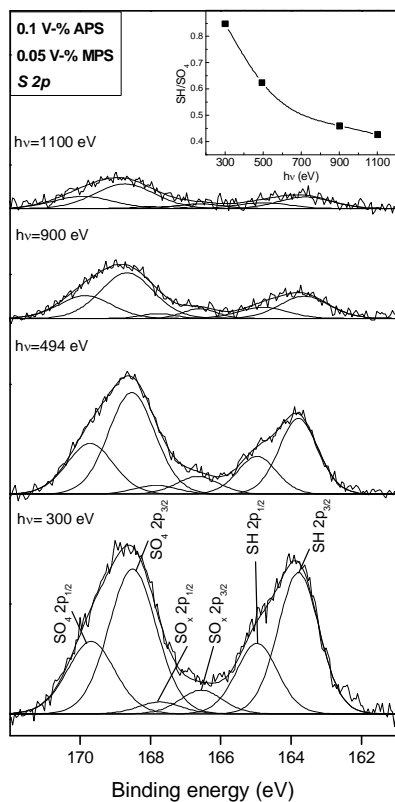 0.1 V-% APS
0.05 V-% MPS
S 2p
SH/SO4
0.8
0.7
0.6
0.5
0.4
300 500 700 900 1100
hν (eV)
hν=1100 eV
hν=900 eV
hν=494 eV
hν= 300 eV
SO4 2p1/2
SO4 2p3/2
SOx 2p1/2
SOx 2p3/2
SH 2p1/2
SH 2p3/2
170 168 166 164 162
Binding energy (eV)